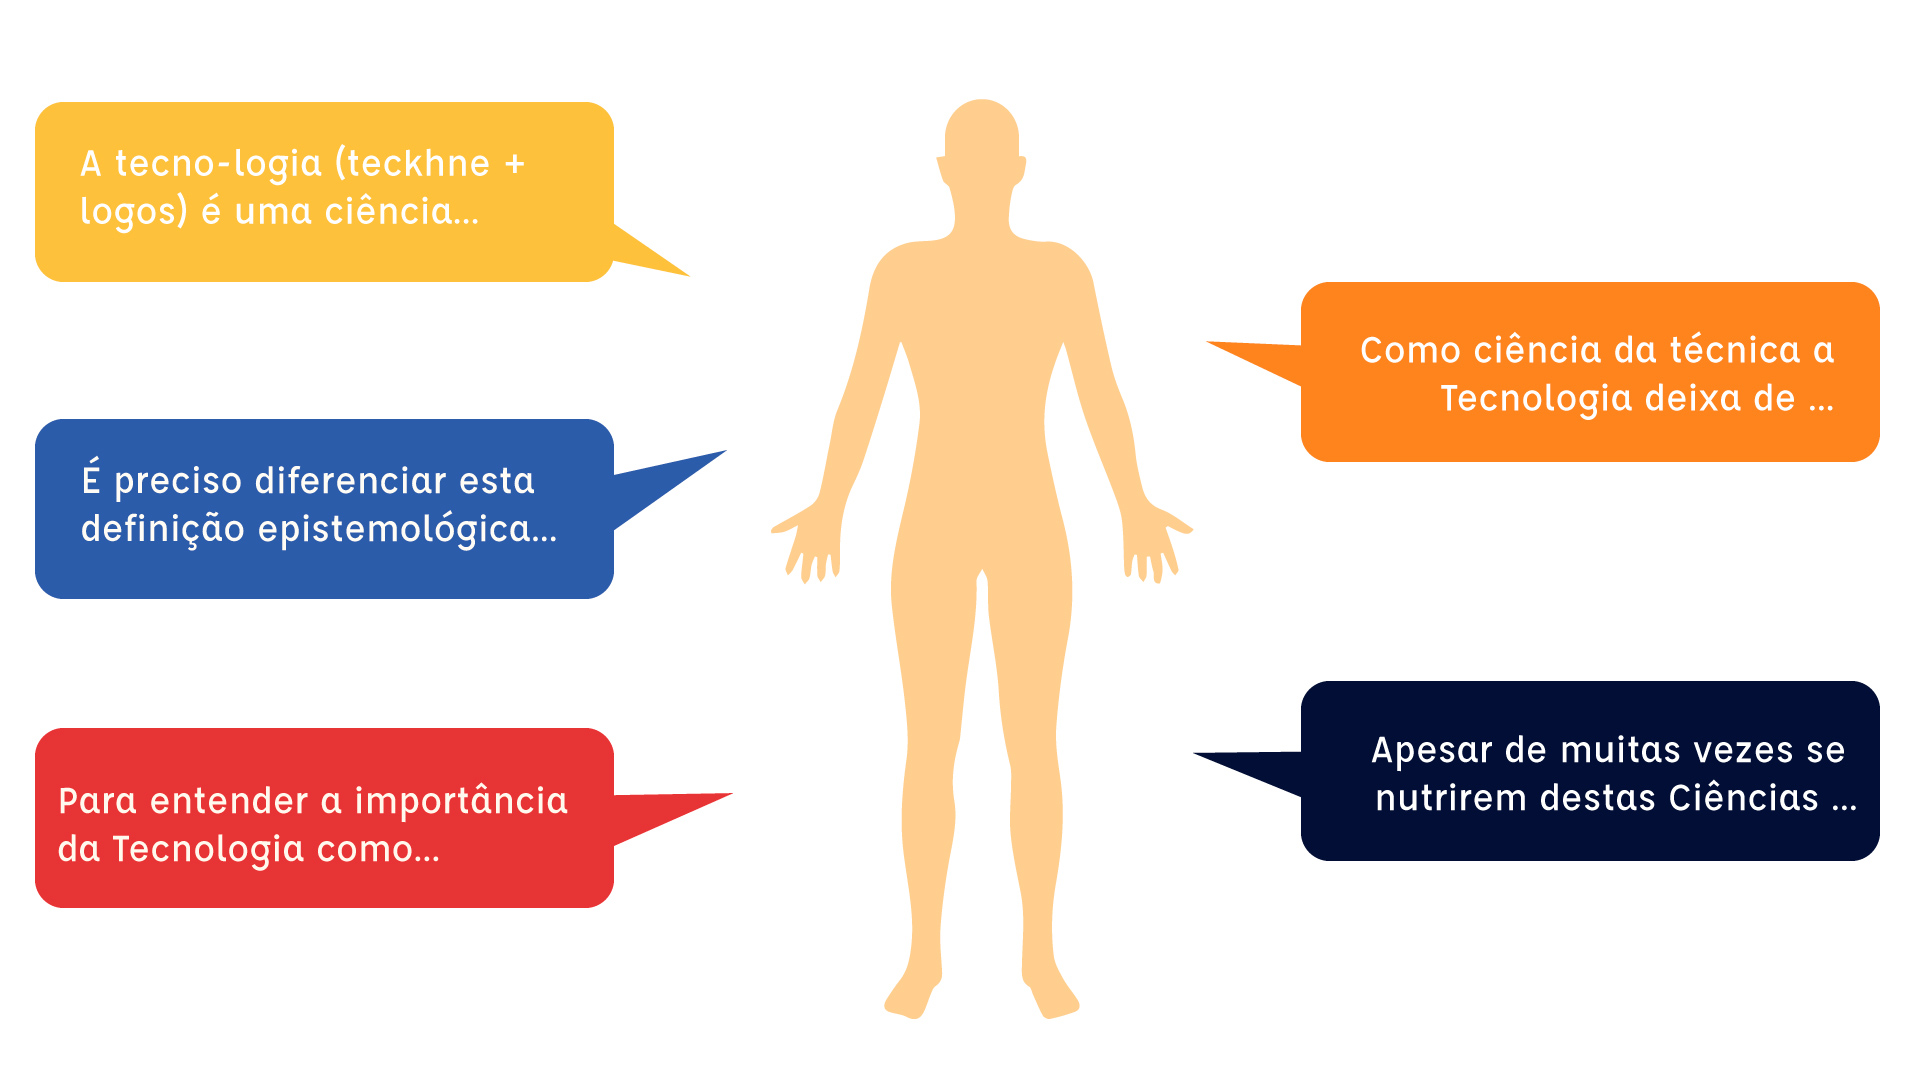 A tecno-logia (teckhne +
logos) é uma ciência...
Como ciência da técnica a
Tecnologia deixa de ...
É preciso diferenciar esta
definição epistemológica...
Apesar de muitas vezes se
nutrirem destas Ciências ...
Para entender a importância
da Tecnologia como...